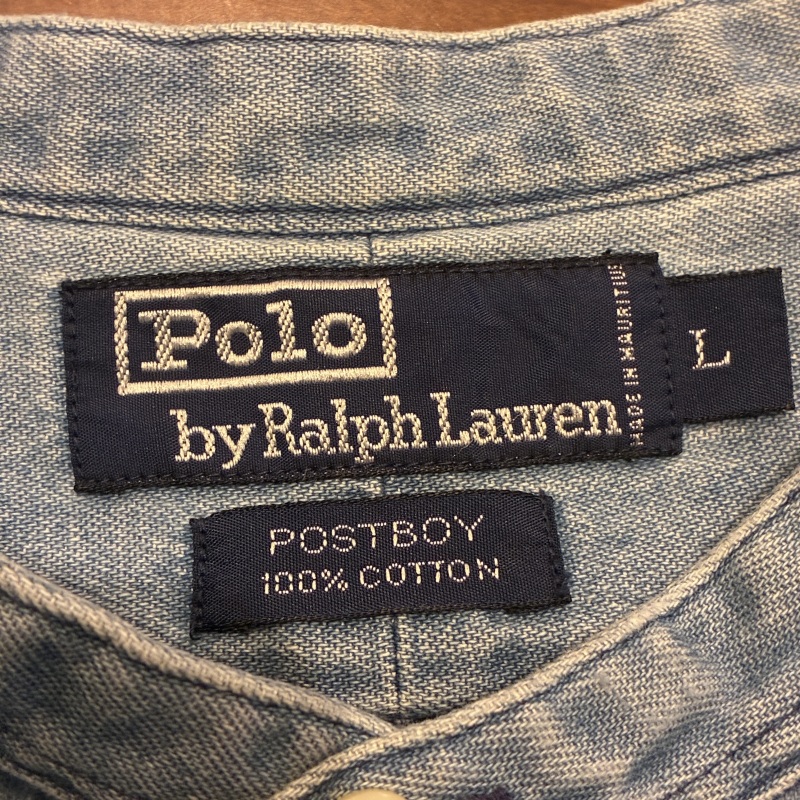 Polo
by Ralph Lauren
MADE IN MAURITIUS
L
POSTBOY
100% COTTON